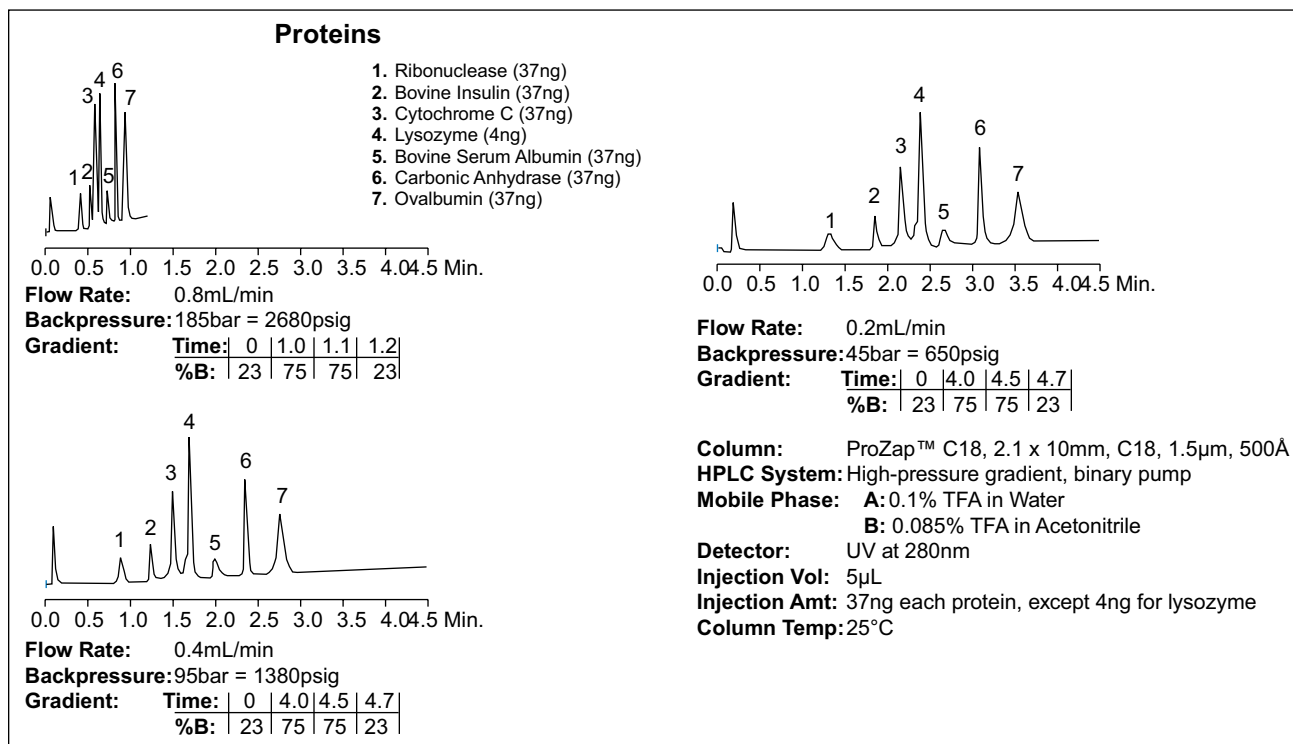 Proteins
1. Ribonuclease (37ng)
2. Bovine Insulin (37ng)
3. Cytochrome C (37ng)
4. Lysozyme (4ng)
5. Bovine Serum Albumin (37ng)
6. Carbonic Anhydrase (37ng)
7. Ovalbumin (37ng)
1 2 3 4 5 6 7
0.0 0.5 1.0 1.5 2.0 2.5 3.0 3.5 4.0 4.5 Min.
Flow Rate: 0.8mL/min
Backpressure: 185bar = 2680psig
Gradient: Time: 0 1.0 1.1 1.2
%B: 23 75 75 23
1 2 3 4 5 6 7
0.0 0.5 1.0 1.5 2.0 2.5 3.0 3.5 4.0 4.5 Min.
Flow Rate: 0.4mL/min
Backpressure: 95bar = 1380psig
Gradient: Time: 0 4.0 4.5 4.7
%B: 23 75 75 23
1 2 3 4 5 6 7
0.0 0.5 1.0 1.5 2.0 2.5 3.0 3.5 4.0 4.5 Min.
Flow Rate: 0.2mL/min
Backpressure: 45bar = 650psig
Gradient: Time: 0 4.0 4.5 4.7
%B: 23 75 75 23
Column: ProZap™ C18, 2.1 x 10mm, C18, 1.5µm, 500Å
HPLC System: High-pressure gradient, binary pump
Mobile Phase: A: 0.1% TFA in Water
B: 0.085% TFA in Acetonitrile
Detector: UV at 280nm
Injection Vol: 5µL
Injection Amt: 37ng each protein, except 4ng for lysozyme
Column Temp: 25°C